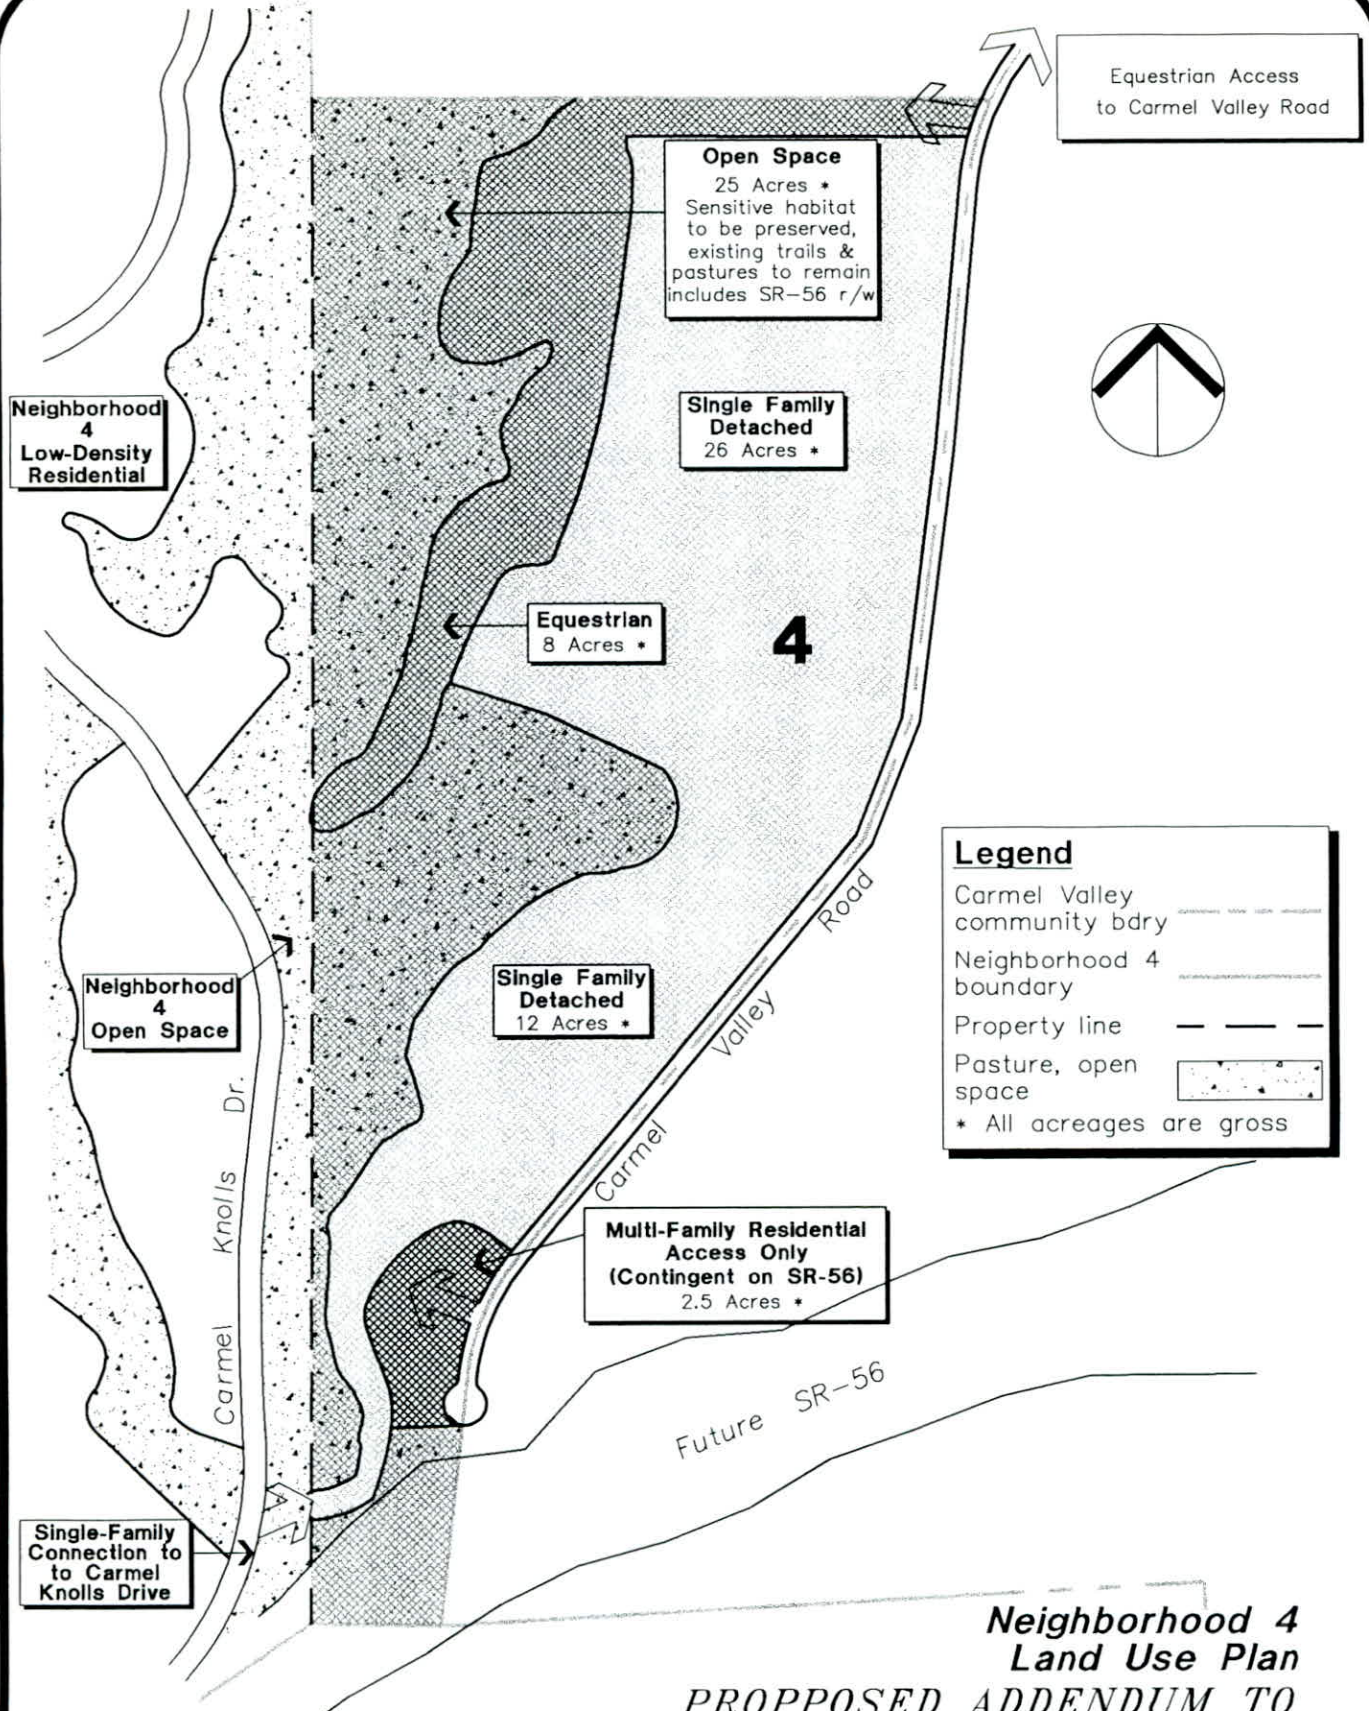 Equestrian Access
to Carmel Valley Road
Open Space
25 Acres *
Sensitive habitat
to be preserved,
existing trails &
pastures to remain
includes SR-56 r/w
Neighborhood
4
Low-Density
Residential
Single Family
Detached
26 Acres *
Equestrian
8 Acres *
4
Legend
Carmel Valley
community bdry
Neighborhood 4
boundary
Property line
Pasture, open
space
* All acreages are gross
Neighborhood
4
Open Space
Single Family
Detached
12 Acres *
Carmel Valley Road
Carmel Knolls Dr.
Multi-Family Residential
Access Only
(Contingent on SR-56)
2.5 Acres *
Future SR-56
Single-Family
Connection to
to Carmel
Knolls Drive
Neighborhood 4
Land Use Plan
PROPPOSED ADDENDUM TO